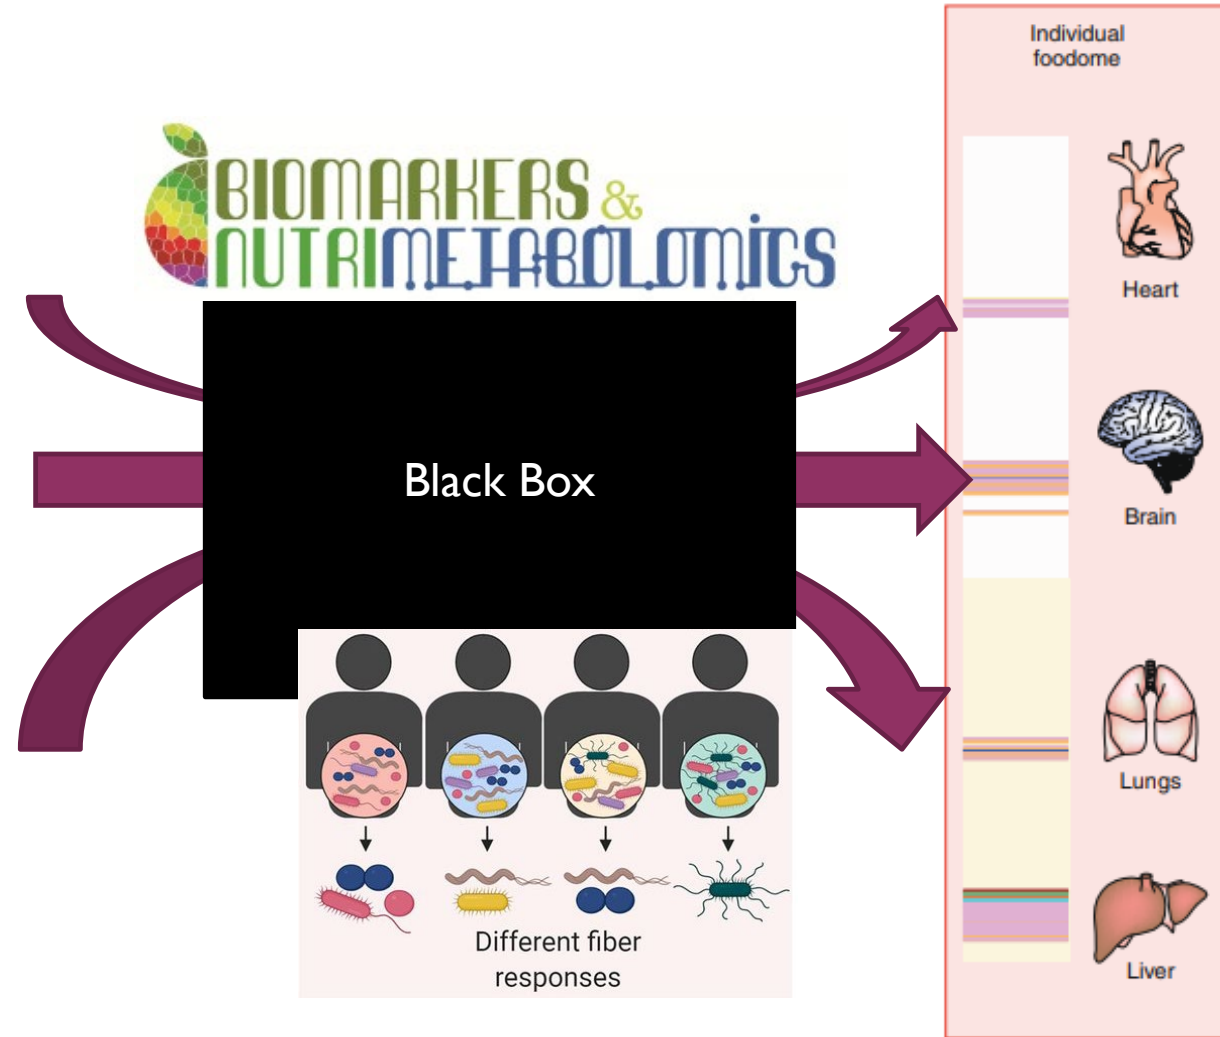 Individual
foodome
BIOMARKERS &
NUTRIMETABOLOMICS
Heart
Black Box
Brain
Lungs
Different fiber
responses
Liver